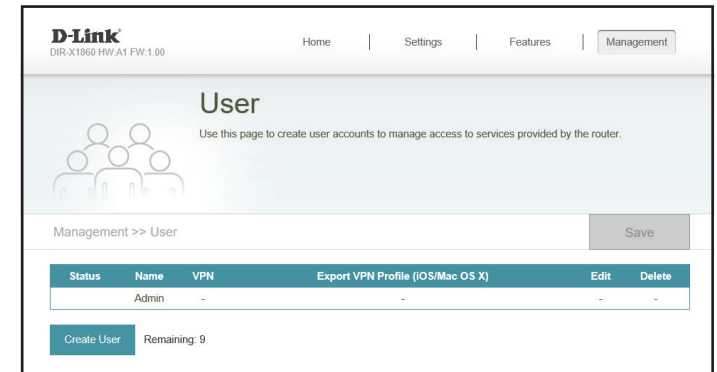 D-Link
DIR-X1860 HW:A1 FW:1.00
Home | Settings | Features | Management
User
Use this page to create user accounts to manage access to services provided by the router.
Management >> User
Save
Status Name VPN Export VPN Profile (iOS/Mac OS X) Edit Delete
Admin - - - -
Create User Remaining: 9